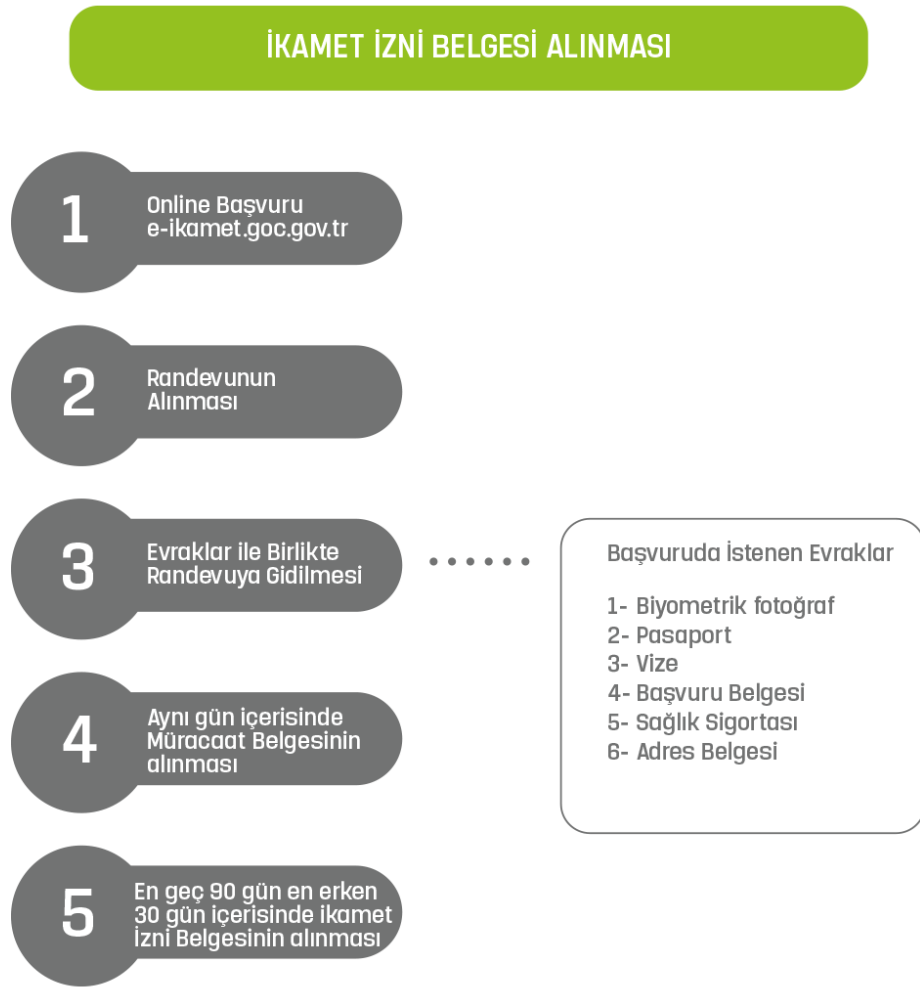 İKAMET İZNİ BELGESİ ALINMASI
1
Online Başvuru
e-ikamet.goc.gov.tr
2
Randevunun
Alınması
3
Evraklar ile Birlikte
Randevuya Gidilmesi
Başvuruda İstenen Evraklar
1- Biyometrik fotoğraf
2- Pasaport
3- Vize
4- Başvuru Belgesi
5- Sağlık Sigortası
6- Adres Belgesi
4
Aynı gün içerisinde
Müracaat Belgesinin
alınması
5
En geç 90 gün en erken
30 gün içerisinde ikamet
İzni Belgesinin alınması